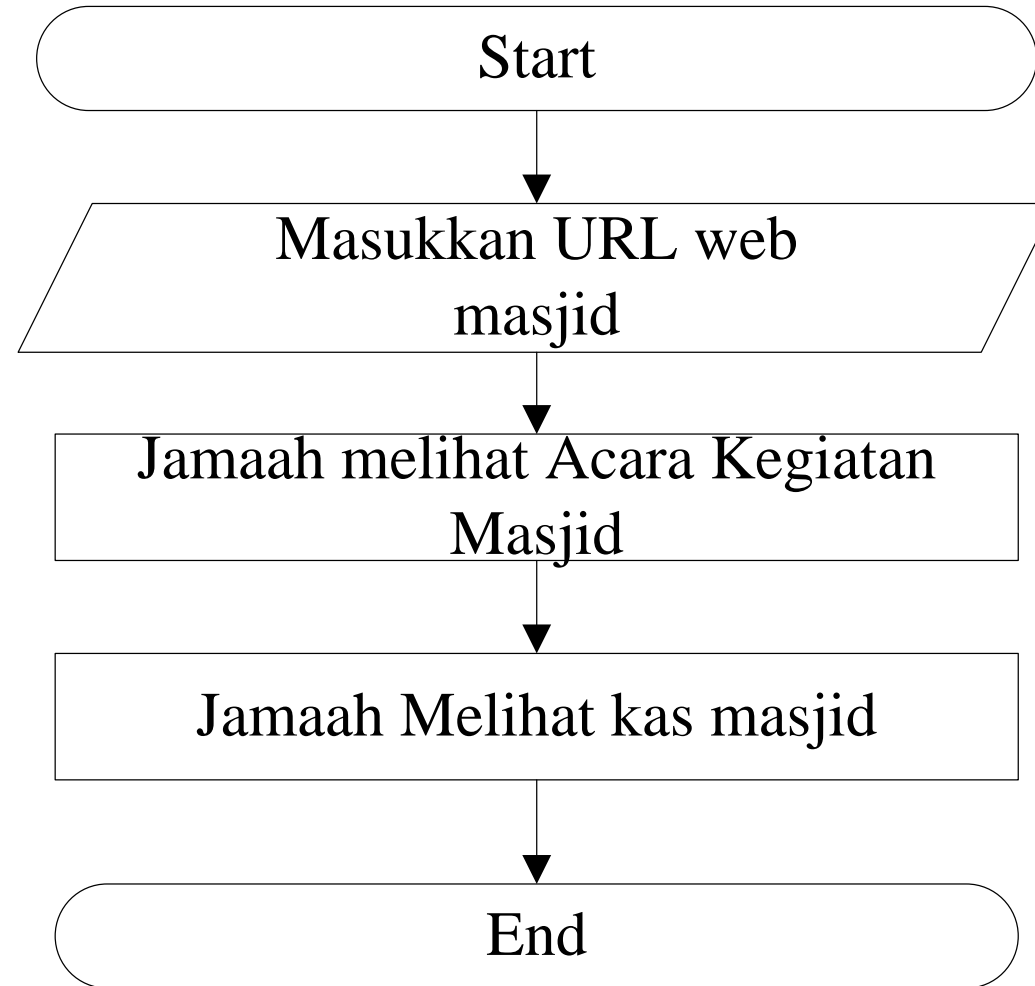 Start
Masukkan URL web
masjid
Jamaah melihat Acara Kegiatan
Masjid
Jamaah Melihat kas masjid
End